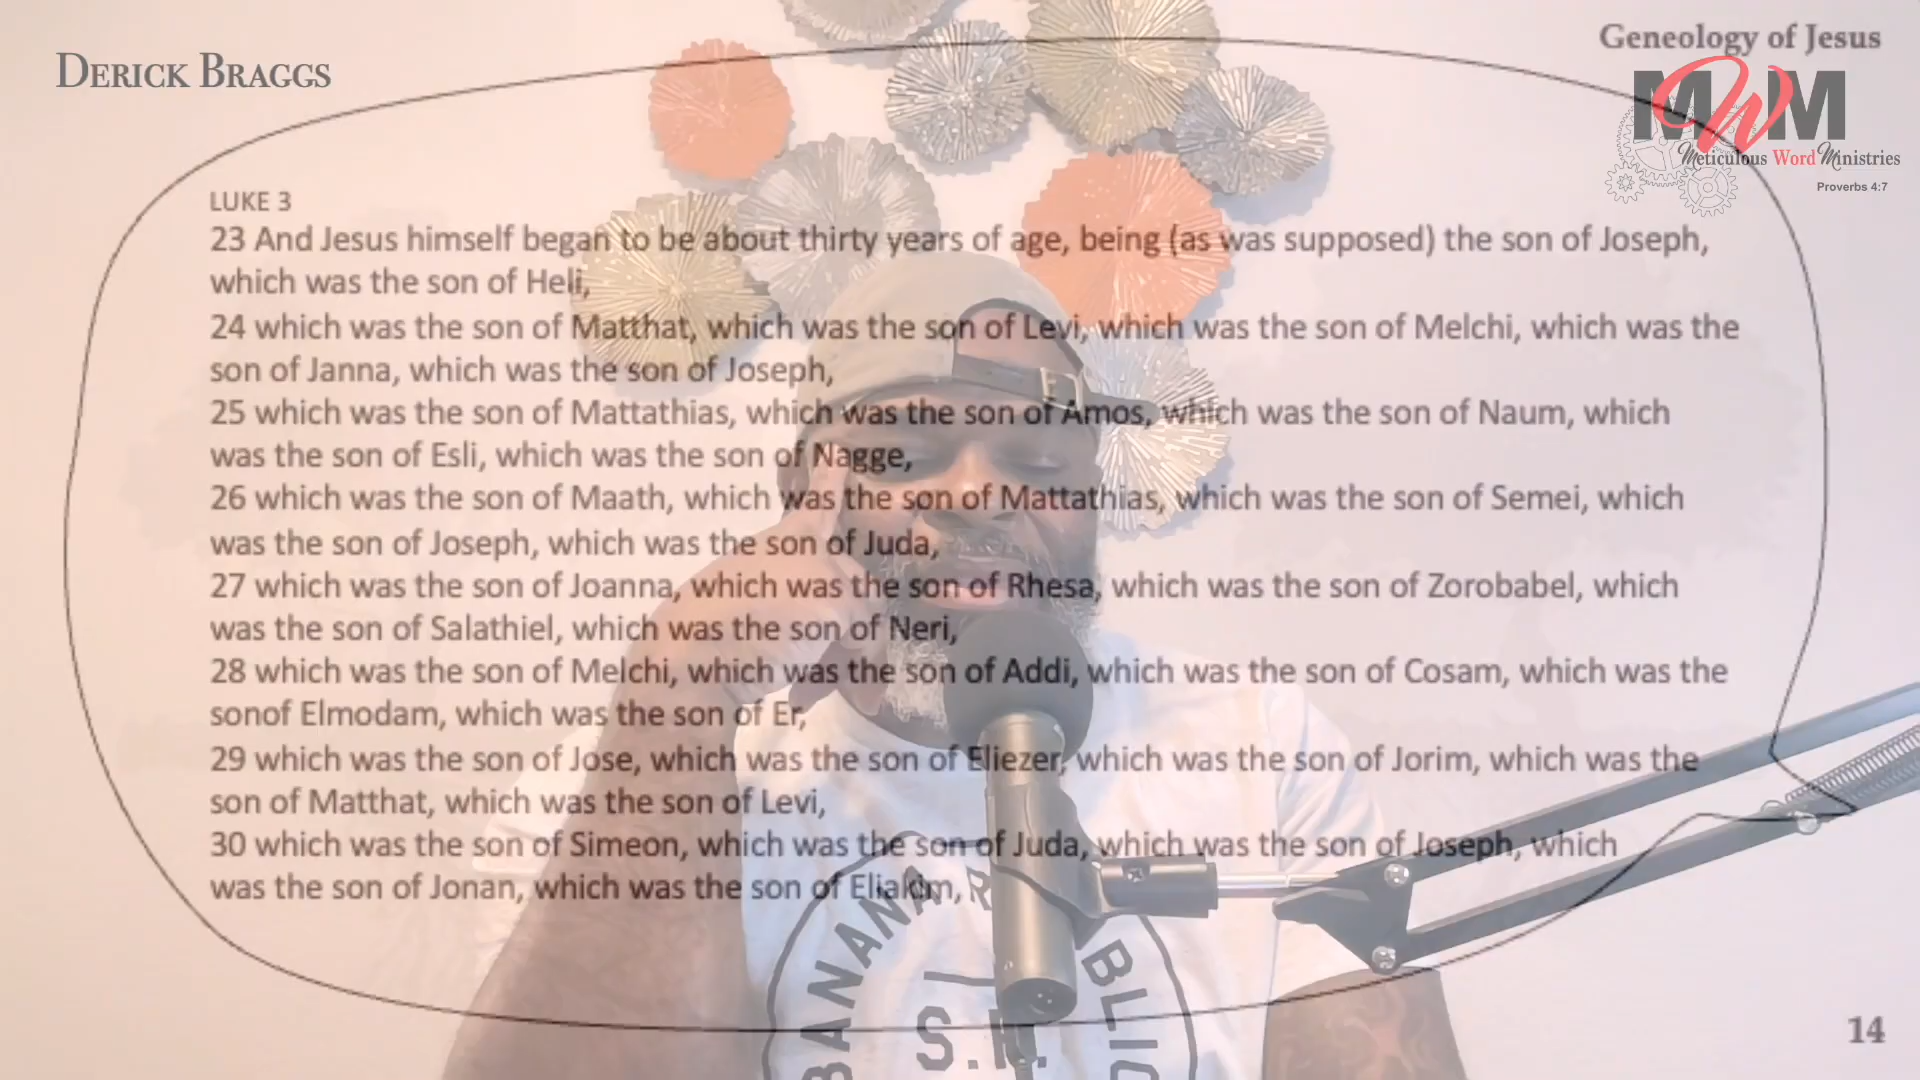 DERICK BRAGGS
Geneology of Jesus
MWM
Meticulous Word Ministries
Proverbs 4:7
LUKE 3
23 And Jesus himself began to be about thirty years of age, being (as was supposed) the son of Joseph,
which was the son of Heli,
24 which was the son of Matthat, which was the son of Levi, which was the son of Melchi, which was the
son of Janna, which was the son of Joseph,
25 which was the son of Mattathias, which was the son of Amos, which was the son of Naum, which
was the son of Esli, which was the son of Nagge,
26 which was the son of Maath, which was the son of Mattathias, which was the son of Semei, which
was the son of Joseph, which was the son of Juda,
27 which was the son of Joanna, which was the son of Rhesa, which was the son of Zorobabel, which
was the son of Salathiel, which was the son of Neri,
28 which was the son of Melchi, which was the son of Addi, which was the son of Cosam, which was the
sonof Elmodam, which was the son of Er,
29 which was the son of Jose, which was the son of Eliezer, which was the son of Jorim, which was the
son of Matthat, which was the son of Levi,
30 which was the son of Simeon, which was the son of Juda, which was the son of Joseph, which
was the son of Jonan, which was the son of Eliakim,
BANANA
14